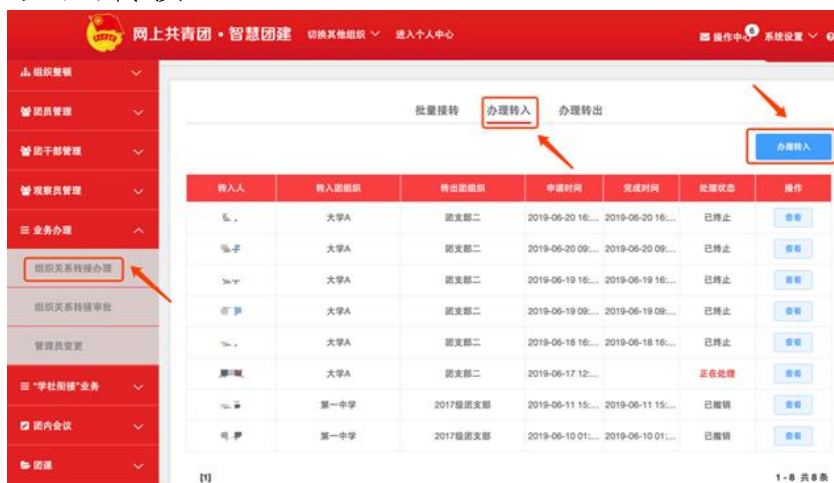 网上共青团·智慧团建 切换其他组织 进入个人中心 操作中心 6 系统设置
组织整顿
团员管理
团干部管理
观察员管理
业务办理
组织关系转接办理
组织关系转接审批
管理员变更
"学社衔接"业务
团内会议
团课
批量接转 办理转入 办理转出
办理转入
转入人 转入团组织 转出团组织 申请时间 完成时间 处理状态 操作
大学A 团支部二 2019-06-20 16:... 2019-06-20 16:... 已终止 查看
大学A 团支部二 2019-06-20 09:... 2019-06-20 09:... 已终止 查看
大学A 团支部二 2019-06-19 16:... 2019-06-19 16:... 已终止 查看
大学A 团支部二 2019-06-19 09:... 2019-06-19 09:... 已终止 查看
大学A 团支部二 2019-06-18 16:... 2019-06-18 16:... 已终止 查看
大学A 团支部二 2019-06-17 12:... 正在处理 查看
第一中学 2017级团支部 2019-06-11 15:... 2019-06-11 15:... 已撤销 查看
第一中学 2017级团支部 2019-06-10 01:... 2019-06-10 01:... 已撤销 查看
[1] 1-8 共8条